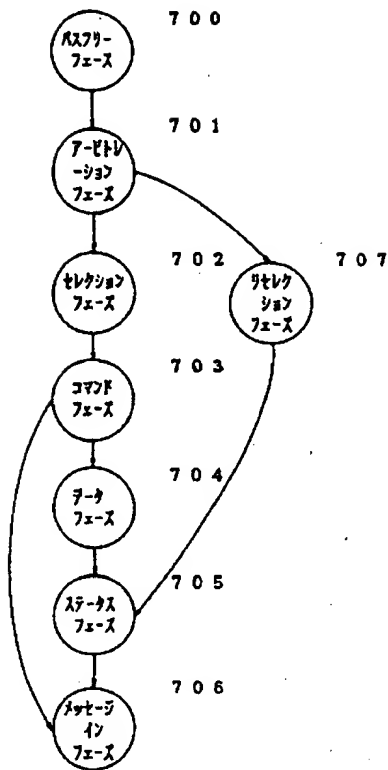 700
バスフリー
フェーズ
701
アービトレ
ーション
フェーズ
702
セレクション
フェーズ
707
リセレク
ション
フェーズ
703
コマンド
フェーズ
704
データ
フェーズ
705
ステータス
フェーズ
706
メッセージ
イン
フェーズ